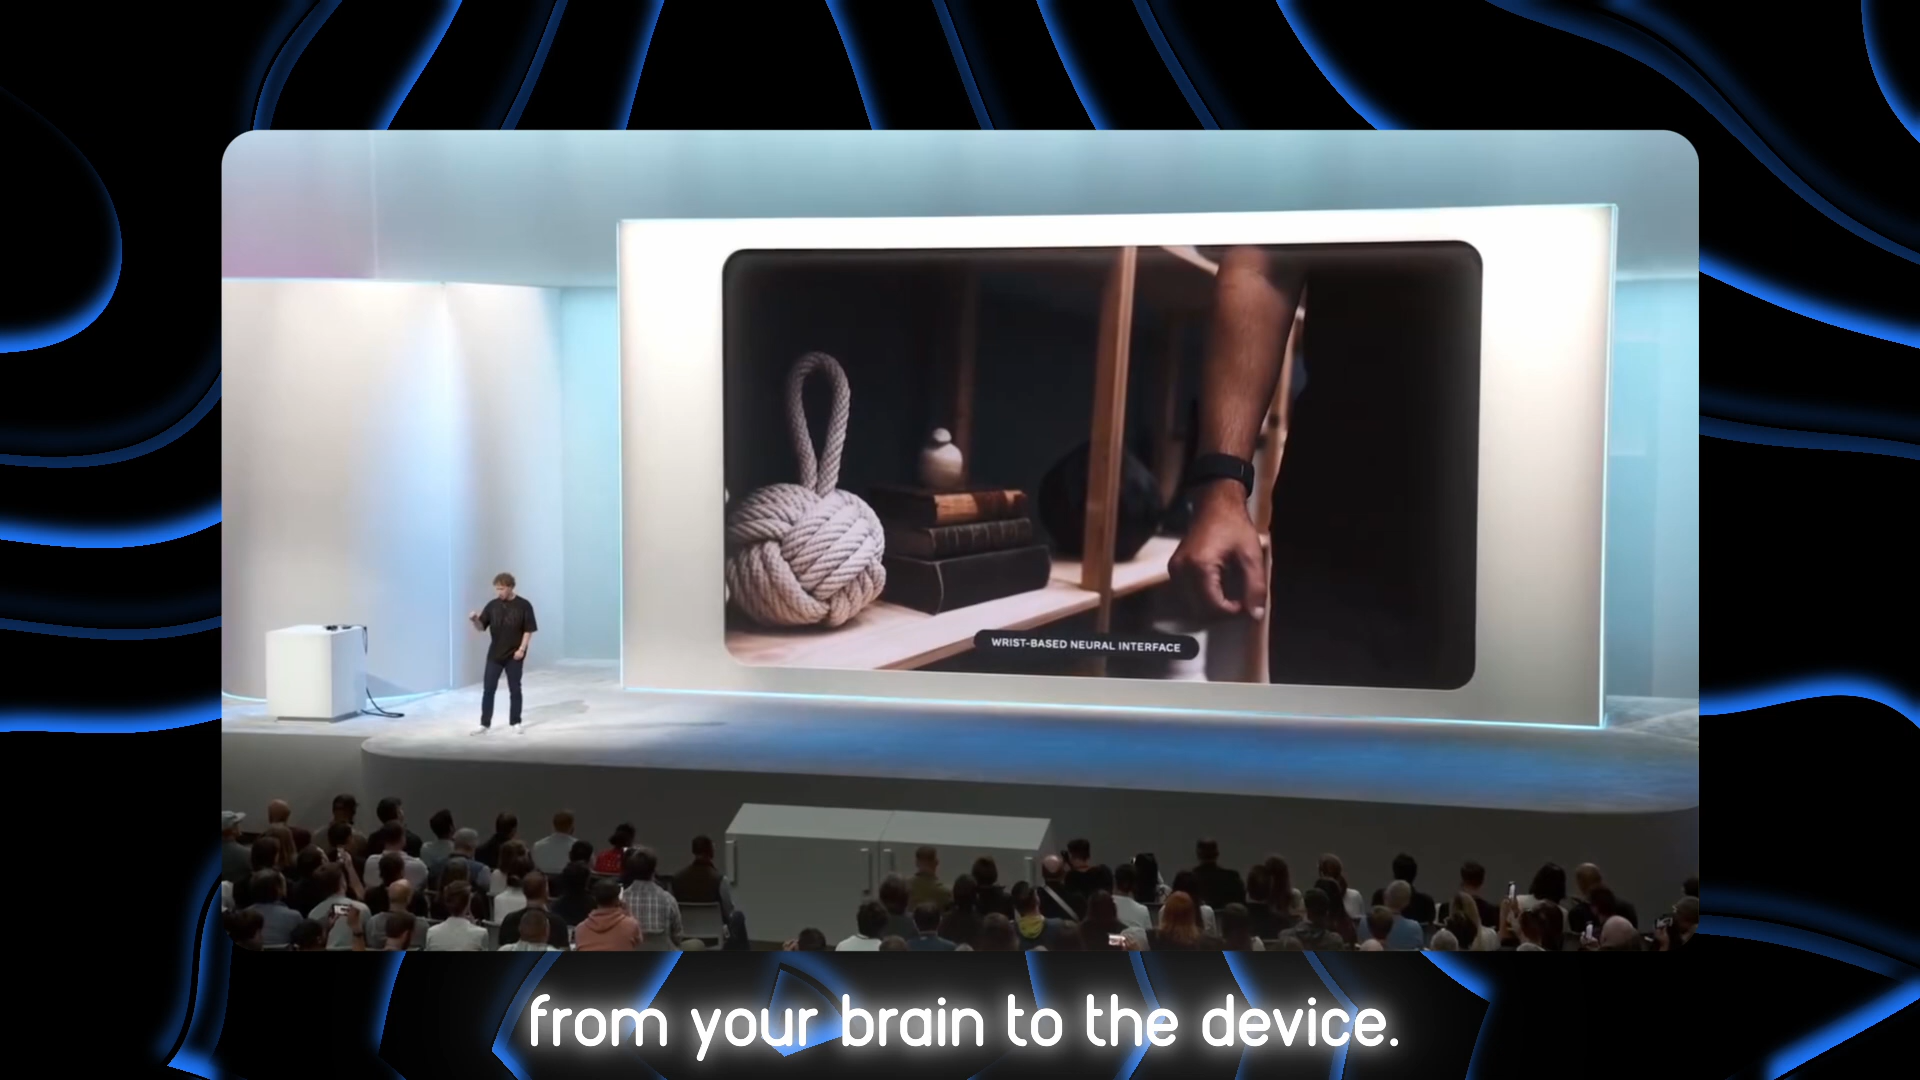 WRIST-BASED NEURAL INTERFACE
from your brain to the device.